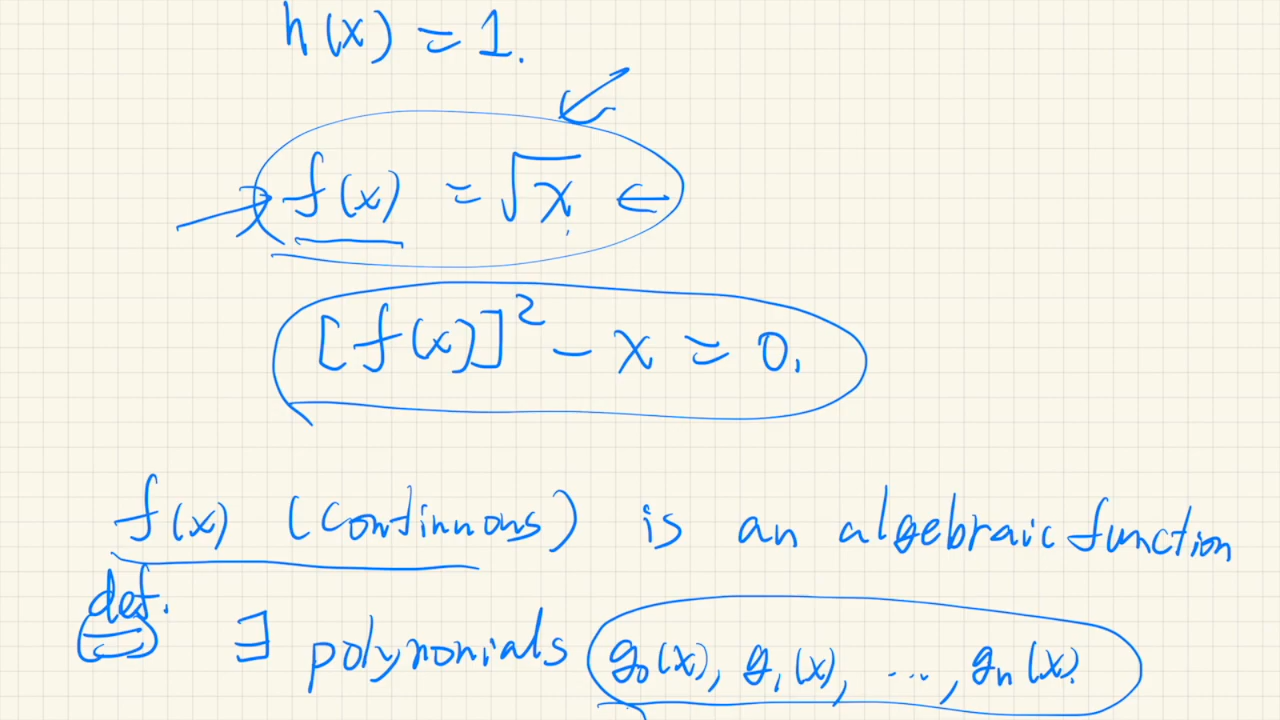 h(x) = 1.
f(x) = √x ←
[f(x)]² - x = 0.
f(x) (continuous) is an algebraic function
def. ∃ polynomials g₀(x), g₁(x), ..., gₙ(x).